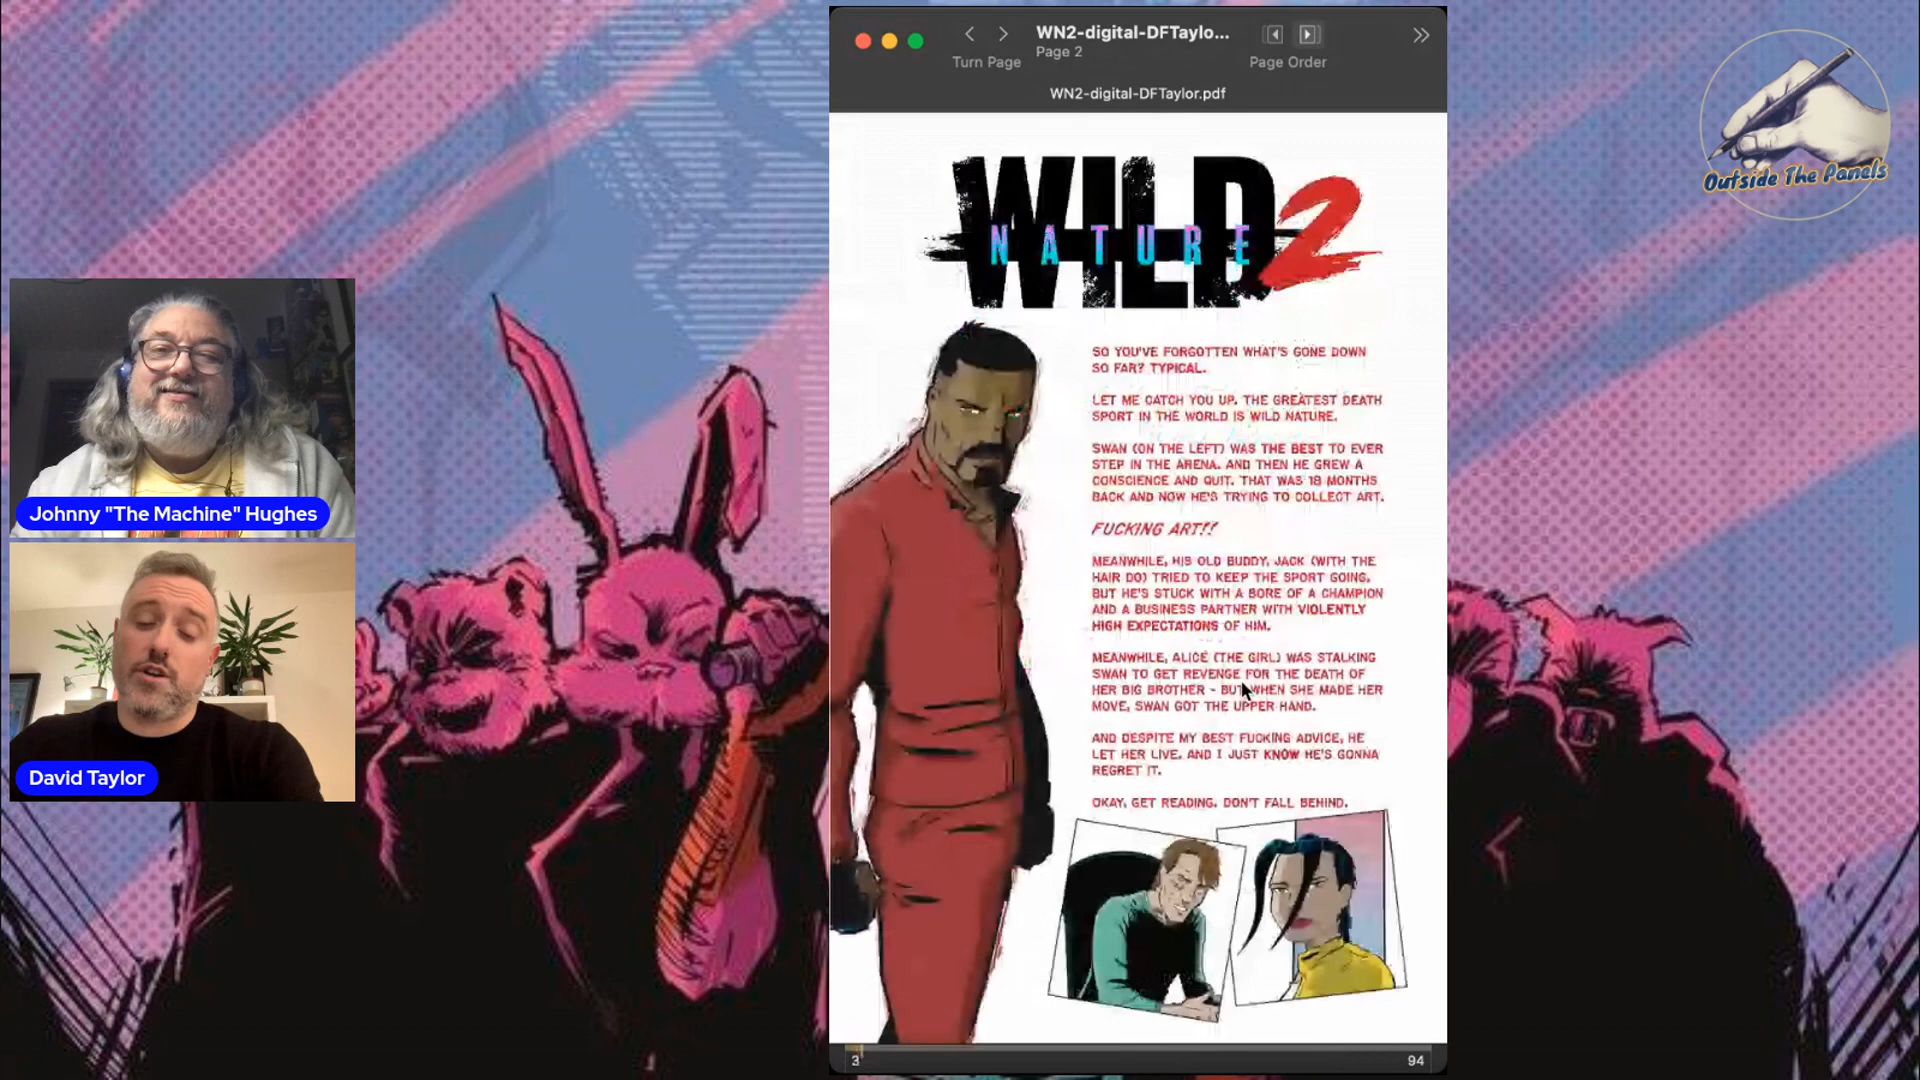 WN2-digital-DFTaylo...
Page 2
Turn Page
Page Order
WN2-digital-DFTaylor.pdf
Outside The Panels
WILD 2
NATURE
SO YOU'VE FORGOTTEN WHAT'S GONE DOWN
SO FAR? TYPICAL.
LET ME CATCH YOU UP. THE GREATEST DEATH
SPORT IN THE WORLD IS WILD NATURE.
SWAN (ON THE LEFT) WAS THE BEST TO EVER
STEP IN THE ARENA. AND THEN HE GREW A
CONSCIENCE AND QUIT. THAT WAS 18 MONTHS
BACK AND NOW HE'S TRYING TO COLLECT ART.
FUCKING ART!!
MEANWHILE, HIS OLD BUDDY, JACK (WITH THE
HAIR DO) TRIED TO KEEP THE SPORT GOING,
BUT HE'S STUCK WITH A BORE OF A CHAMPION
AND A BUSINESS PARTNER WITH VIOLENTLY
HIGH EXPECTATIONS OF HIM.
MEANWHILE, ALICE (THE GIRL) WAS STALKING
SWAN TO GET REVENGE FOR THE DEATH OF
HER BIG BROTHER - BUT WHEN SHE MADE HER
MOVE, SWAN GOT THE UPPER HAND.
AND DESPITE MY BEST FUCKING ADVICE, HE
LET HER LIVE. AND I JUST KNOW HE'S GONNA
REGRET IT.
OKAY, GET READING. DON'T FALL BEHIND.
3
94
Johnny "The Machine" Hughes
David Taylor